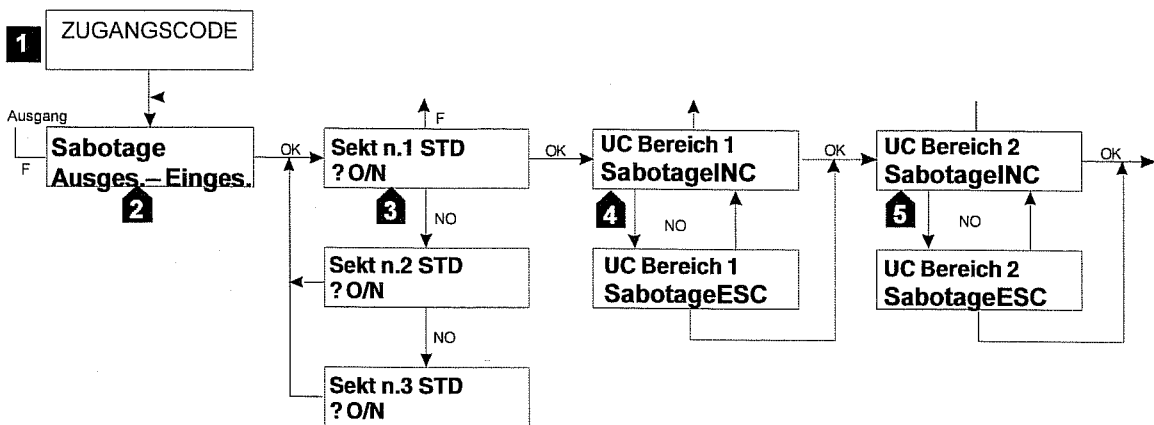 1
ZUGANGSCODE
Ausgang
F
Sabotage
Ausges.– Einges.
2
OK
F
Sekt n.1 STD
? O/N
3
NO
Sekt n.2 STD
? O/N
NO
Sekt n.3 STD
? O/N
OK
UC Bereich 1
SabotageINC
4
NO
UC Bereich 1
SabotageESC
OK
UC Bereich 2
SabotageINC
5
NO
UC Bereich 2
SabotageESC
OK